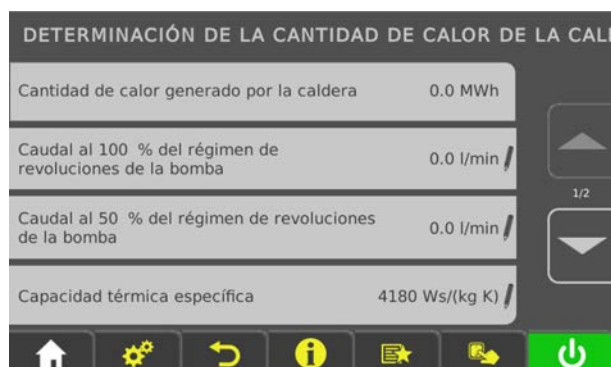 DETERMINACIÓN DE LA CANTIDAD DE CALOR DE LA CAL
Cantidad de calor generado por la caldera 0.0 MWh
Caudal al 100 % del régimen de
revoluciones de la bomba 0.0 l/min
1/2
Caudal al 50 % del régimen de revoluciones
de la bomba 0.0 l/min
Capacidad térmica específica 4180 Ws/(kg K)